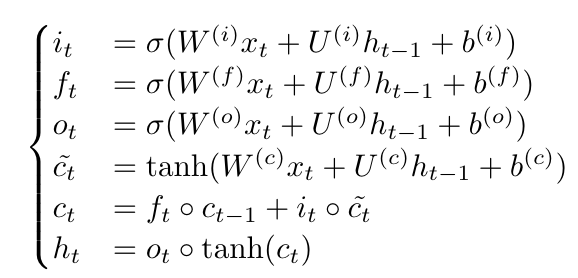 i_t = σ(W^{(i)}x_t + U^{(i)}h_{t−1} + b^{(i)})
f_t = σ(W^{(f)}x_t + U^{(f)}h_{t−1} + b^{(f)})
o_t = σ(W^{(o)}x_t + U^{(o)}h_{t−1} + b^{(o)})
c̃_t = tanh(W^{(c)}x_t + U^{(c)}h_{t−1} + b^{(c)})
c_t = f_t ∘ c_{t−1} + i_t ∘ c̃_t
h_t = o_t ∘ tanh(c_t)